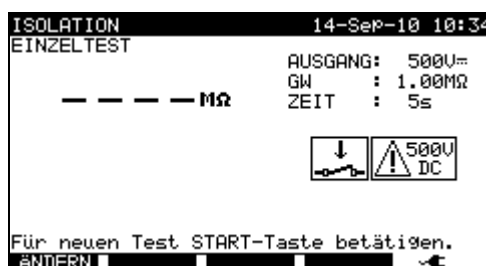 ISOLATION 14-Sep-10 10:34
EINZELTEST
AUSGANG: 500V⎓
GW : 1.00MΩ
– – – – MΩ
ZEIT : 5s
500V
DC
Für neuen Test START-Taste betätigen.
ÄNDERN